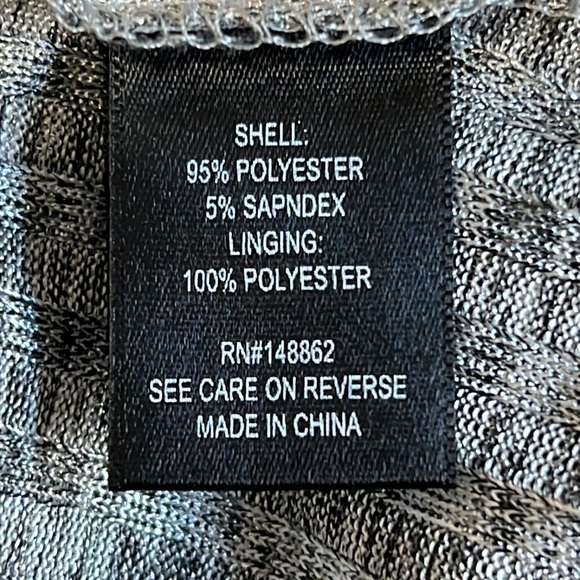 SHELL:
95% POLYESTER
5% SAPNDEX
LINGING:
100% POLYESTER
RN#148862
SEE CARE ON REVERSE
MADE IN CHINA